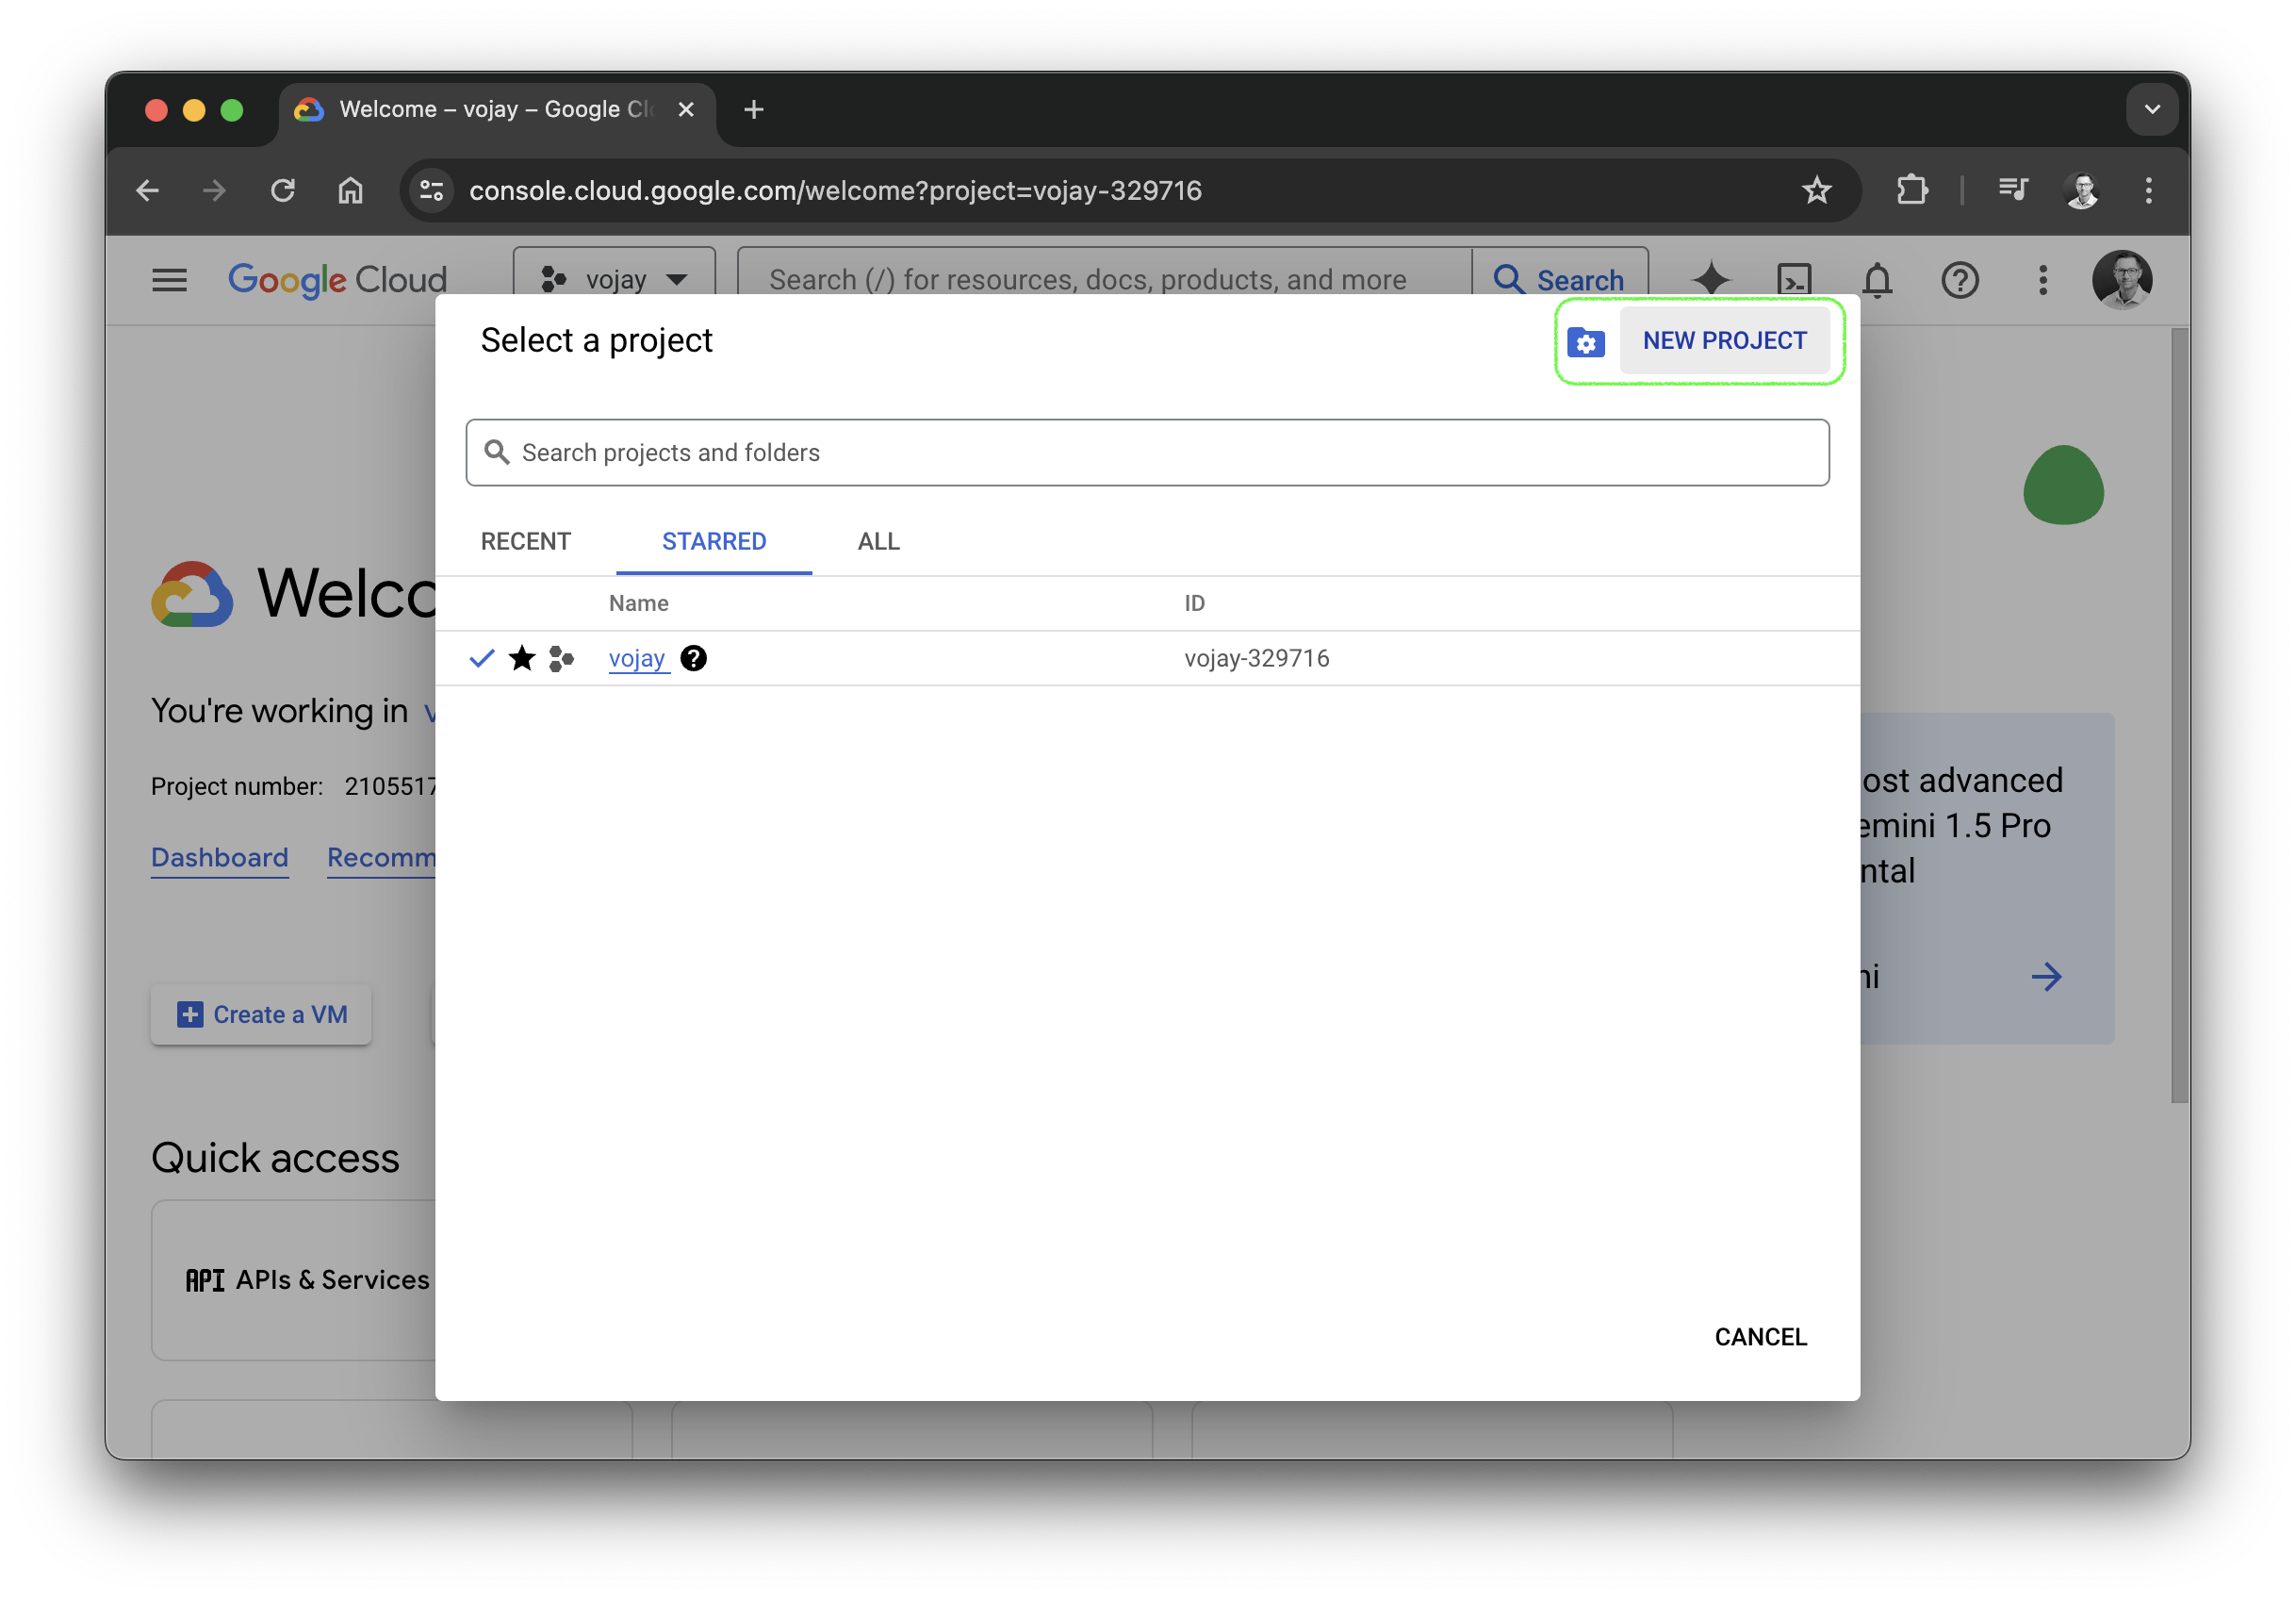 Welcome – vojay – Google Cl
console.cloud.google.com/welcome?project=vojay-329716
Google Cloud
vojay
Search (/) for resources, docs, products, and more
Search
Select a project
NEW PROJECT
Search projects and folders
RECENT
STARRED
ALL
Name
ID
vojay
vojay-329716
Welco
You're working in
Project number: 2105517
Dashboard
Recomm
ost advanced
emini 1.5 Pro
ntal
ni
Create a VM
Quick access
API APIs & Services
CANCEL